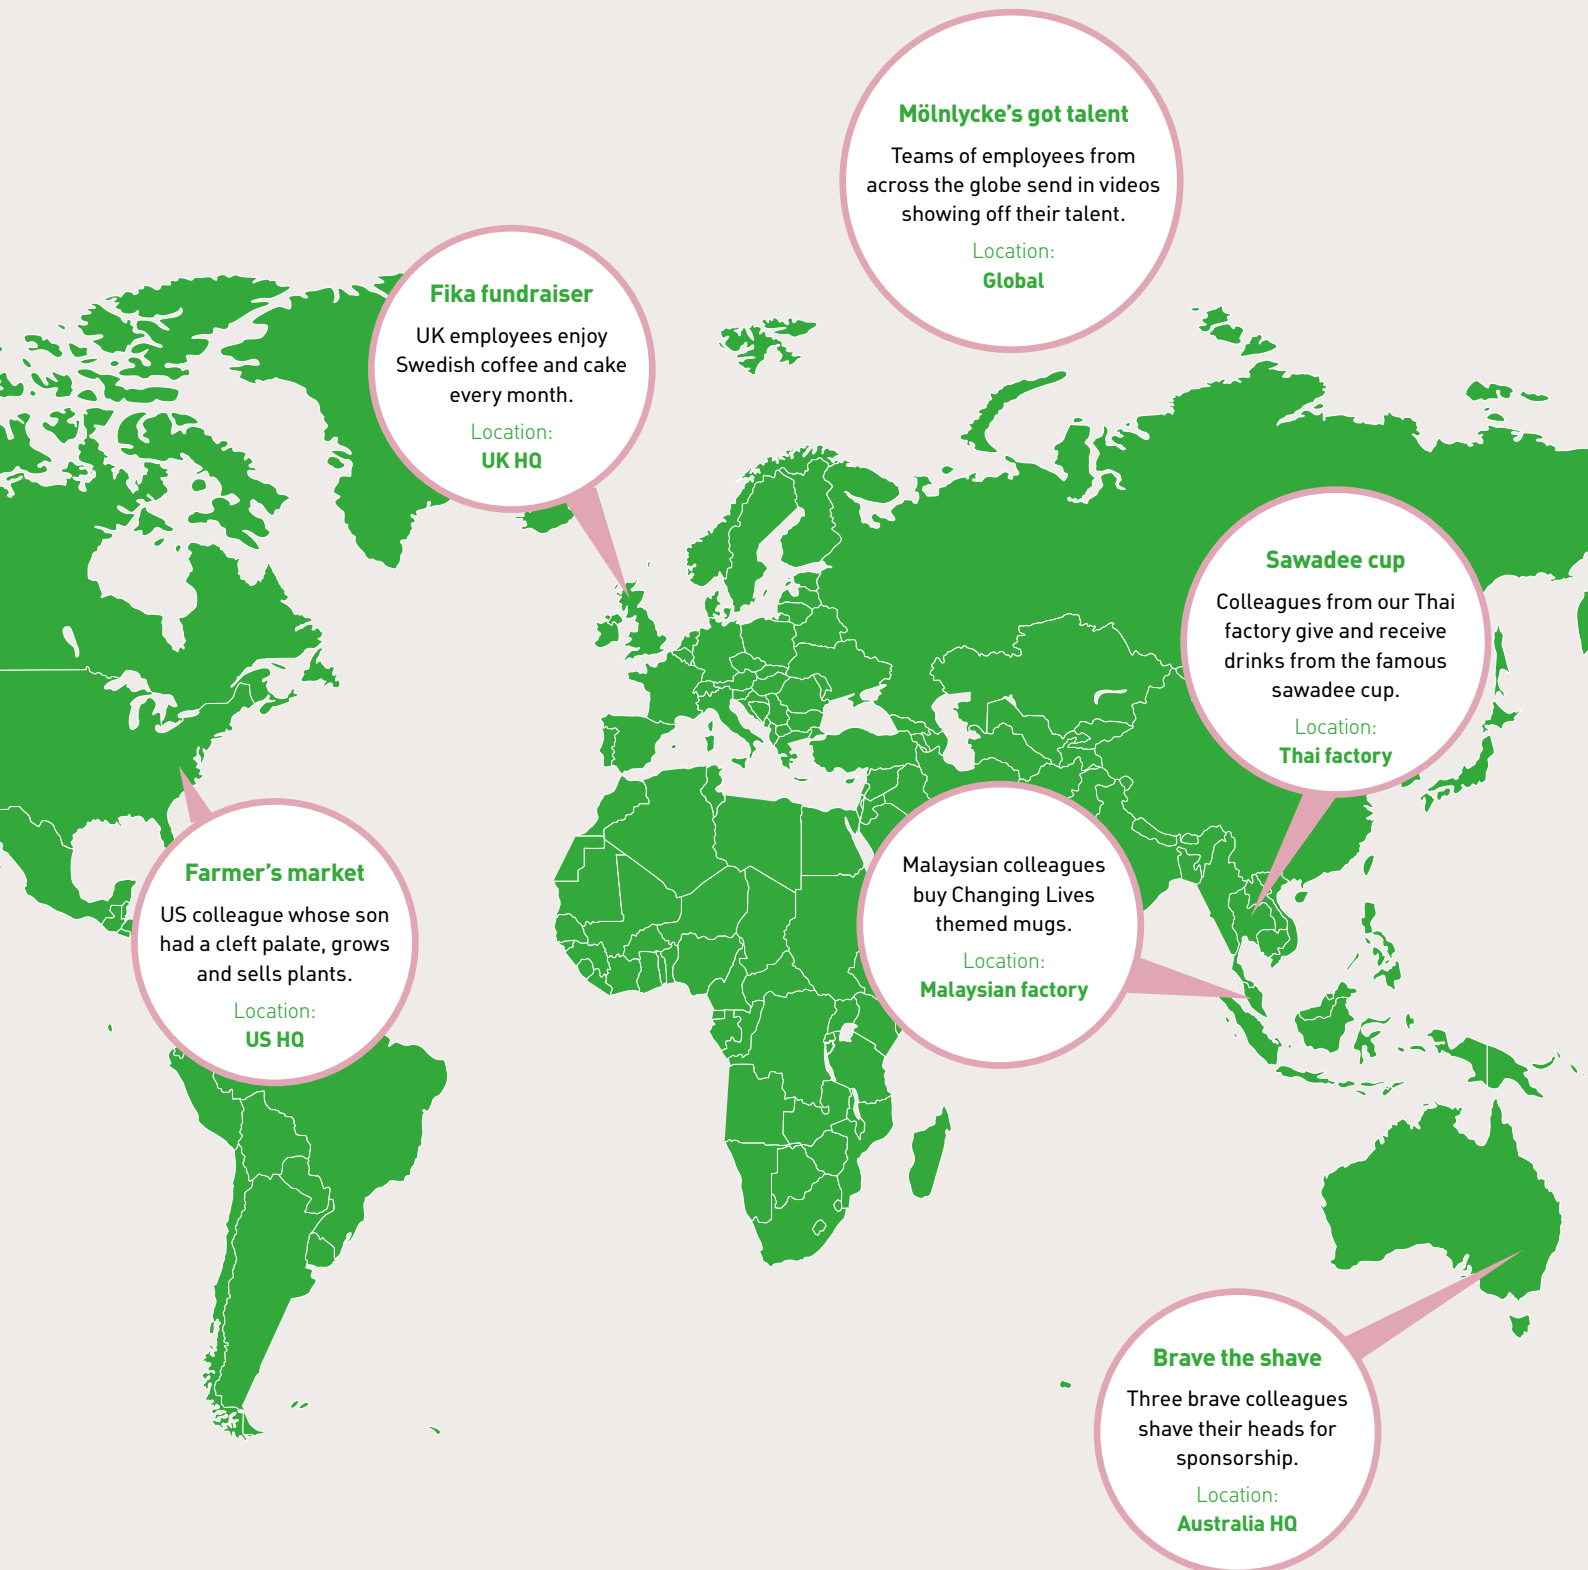 Mölnlycke's got talent
Teams of employees from
across the globe send in videos
showing off their talent.
Location:
Global
Fika fundraiser
UK employees enjoy
Swedish coffee and cake
every month.
Location:
UK HQ
Sawadee cup
Colleagues from our Thai
factory give and receive
drinks from the famous
sawadee cup.
Location:
Thai factory
Farmer's market
US colleague whose son
had a cleft palate, grows
and sells plants.
Location:
US HQ
Malaysian colleagues
buy Changing Lives
themed mugs.
Location:
Malaysian factory
Brave the shave
Three brave colleagues
shave their heads for
sponsorship.
Location:
Australia HQ